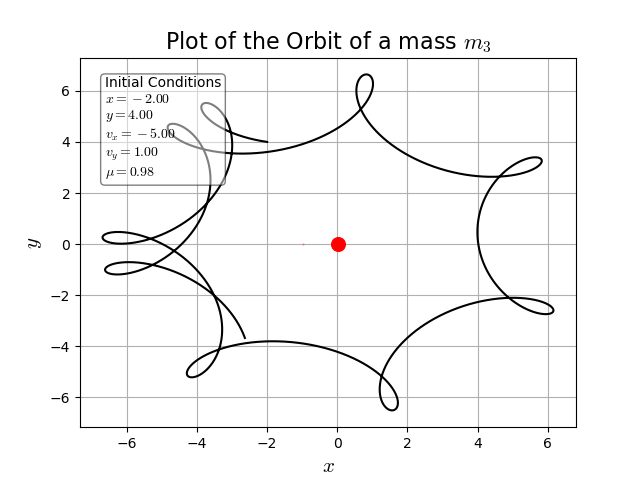 Plot of the Orbit of a mass m₃
Initial Conditions
x = −2.00
y = 4.00
vₓ = −5.00
v_y = 1.00
μ = 0.98
y
6
4
2
0
−2
−4
−6
−6 −4 −2 0 2 4 6
x